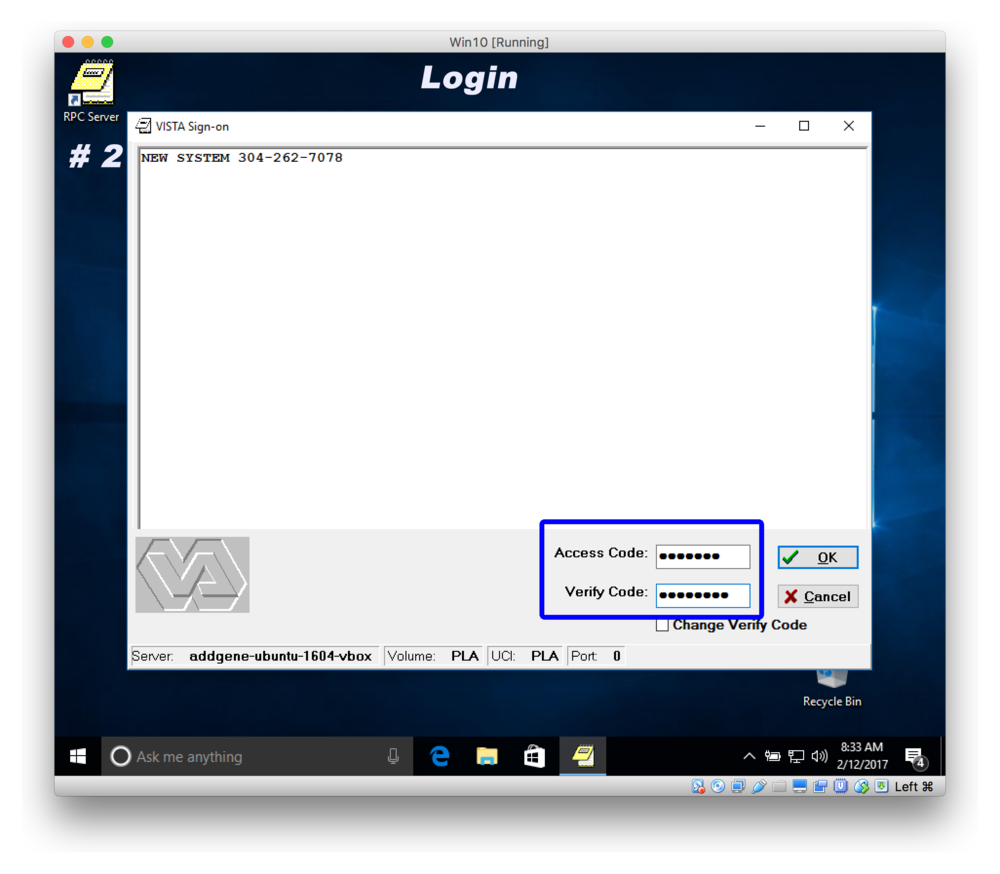 Win10 [Running]
Login
RPC Server
# 2
VISTA Sign-on
NEW SYSTEM 304-262-7078
Access Code: ●●●●●●●
OK
Verify Code: ●●●●●●●●
Cancel
Change Verify Code
Server: addgene-ubuntu-1604-vbox Volume: PLA UCI: PLA Port: 0
Recycle Bin
Ask me anything
8:33 AM
2/12/2017
4
Left ⌘